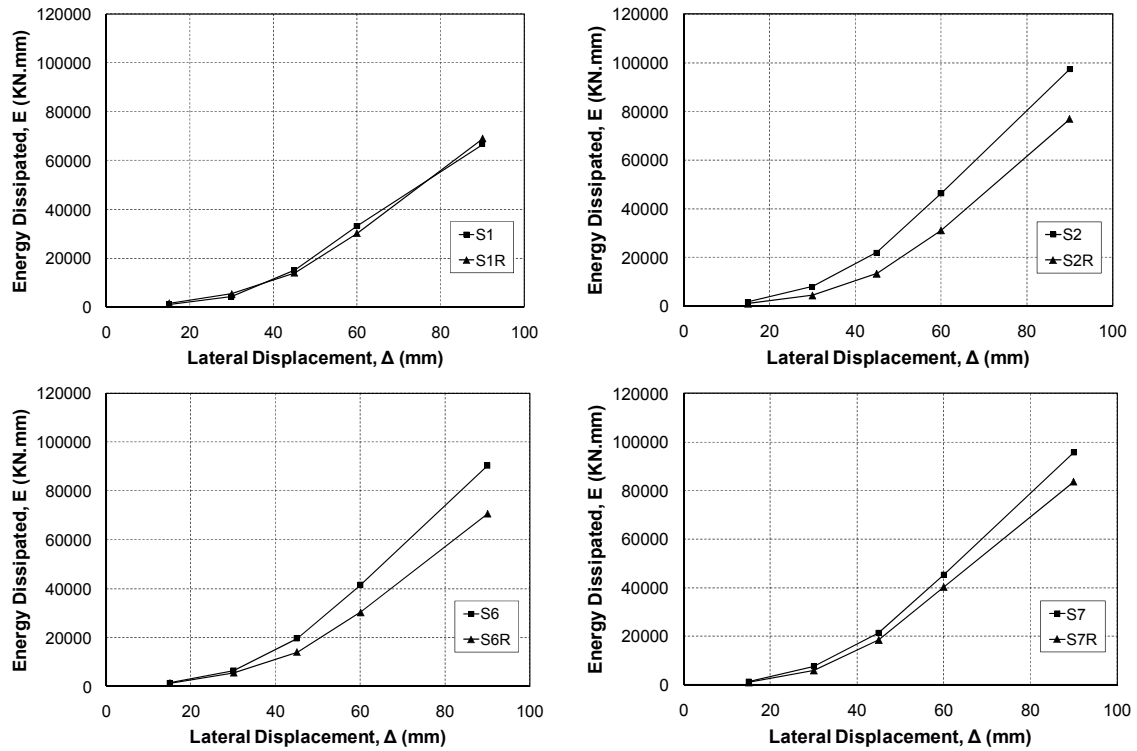 120000
100000
80000
60000
40000
20000
0
Energy Dissipated, E (KN.mm)
S1
S1R
0 20 40 60 80 100
Lateral Displacement, Δ (mm)
120000
100000
80000
60000
40000
20000
0
Energy Dissipated, E (KN.mm)
S2
S2R
0 20 40 60 80 100
Lateral Displacement, Δ (mm)
120000
100000
80000
60000
40000
20000
0
Energy Dissipated, E (KN.mm)
S6
S6R
0 20 40 60 80 100
Lateral Displacement, Δ (mm)
120000
100000
80000
60000
40000
20000
0
Energy Dissipated, E (KN.mm)
S7
S7R
0 20 40 60 80 100
Lateral Displacement, Δ (mm)